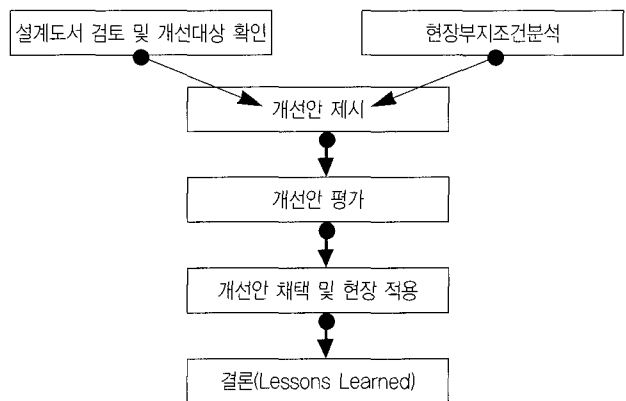 설계도서 검토 및 개선대상 확인
현장부지조건분석
개선안 제시
개선안 평가
개선안 채택 및 현장 적용
결론(Lessons Learned)